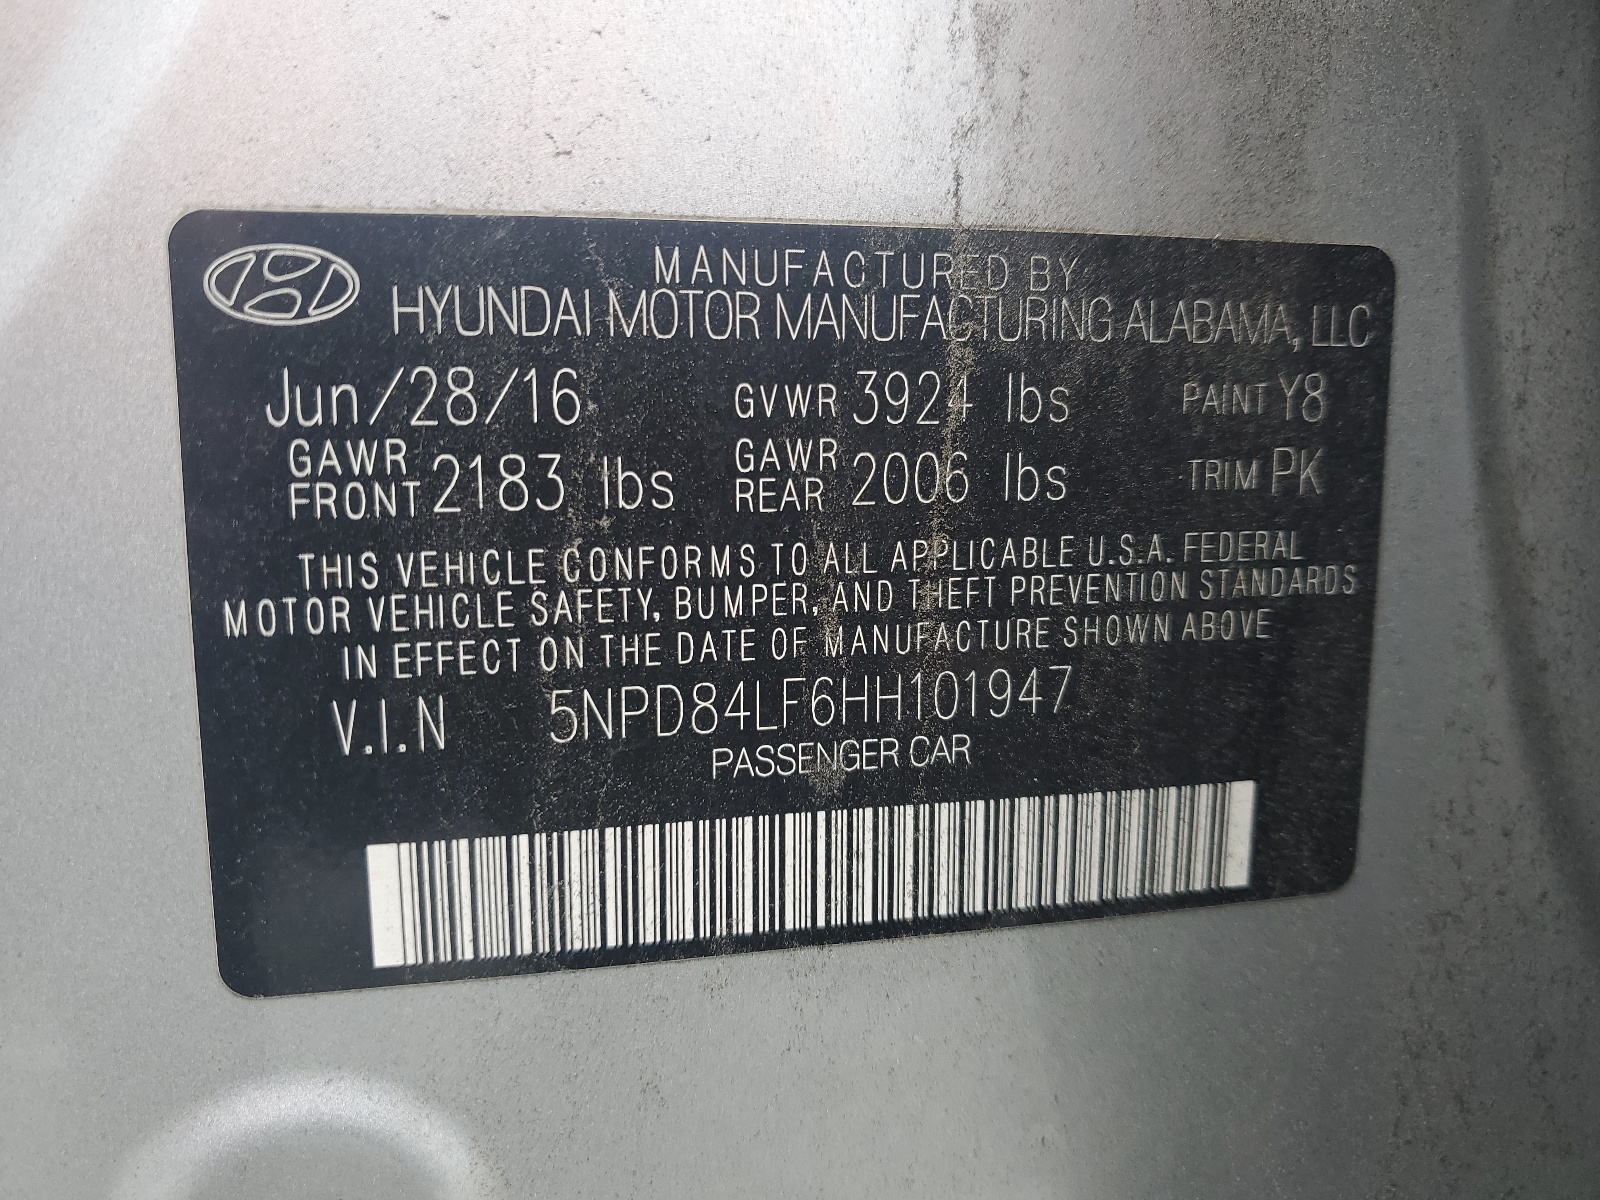 MANUFACTURED BY
HYUNDAI MOTOR MANUFACTURING ALABAMA, LLC
Jun/28/16 GVWR 3924 lbs PAINT Y8
GAWR FRONT 2183 lbs GAWR REAR 2006 lbs TRIM PK
THIS VEHICLE CONFORMS TO ALL APPLICABLE U.S.A. FEDERAL
MOTOR VEHICLE SAFETY, BUMPER, AND THEFT PREVENTION STANDARDS
IN EFFECT ON THE DATE OF MANUFACTURE SHOWN ABOVE
V.I.N 5NPD84LF6HH101947
PASSENGER CAR